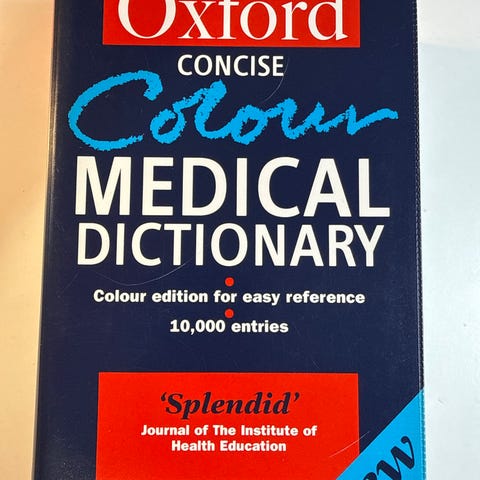 Oxford
CONCISE
Colour
MEDICAL
DICTIONARY
Colour edition for easy reference
10,000 entries
‘Splendid’
Journal of The Institute of
Health Education